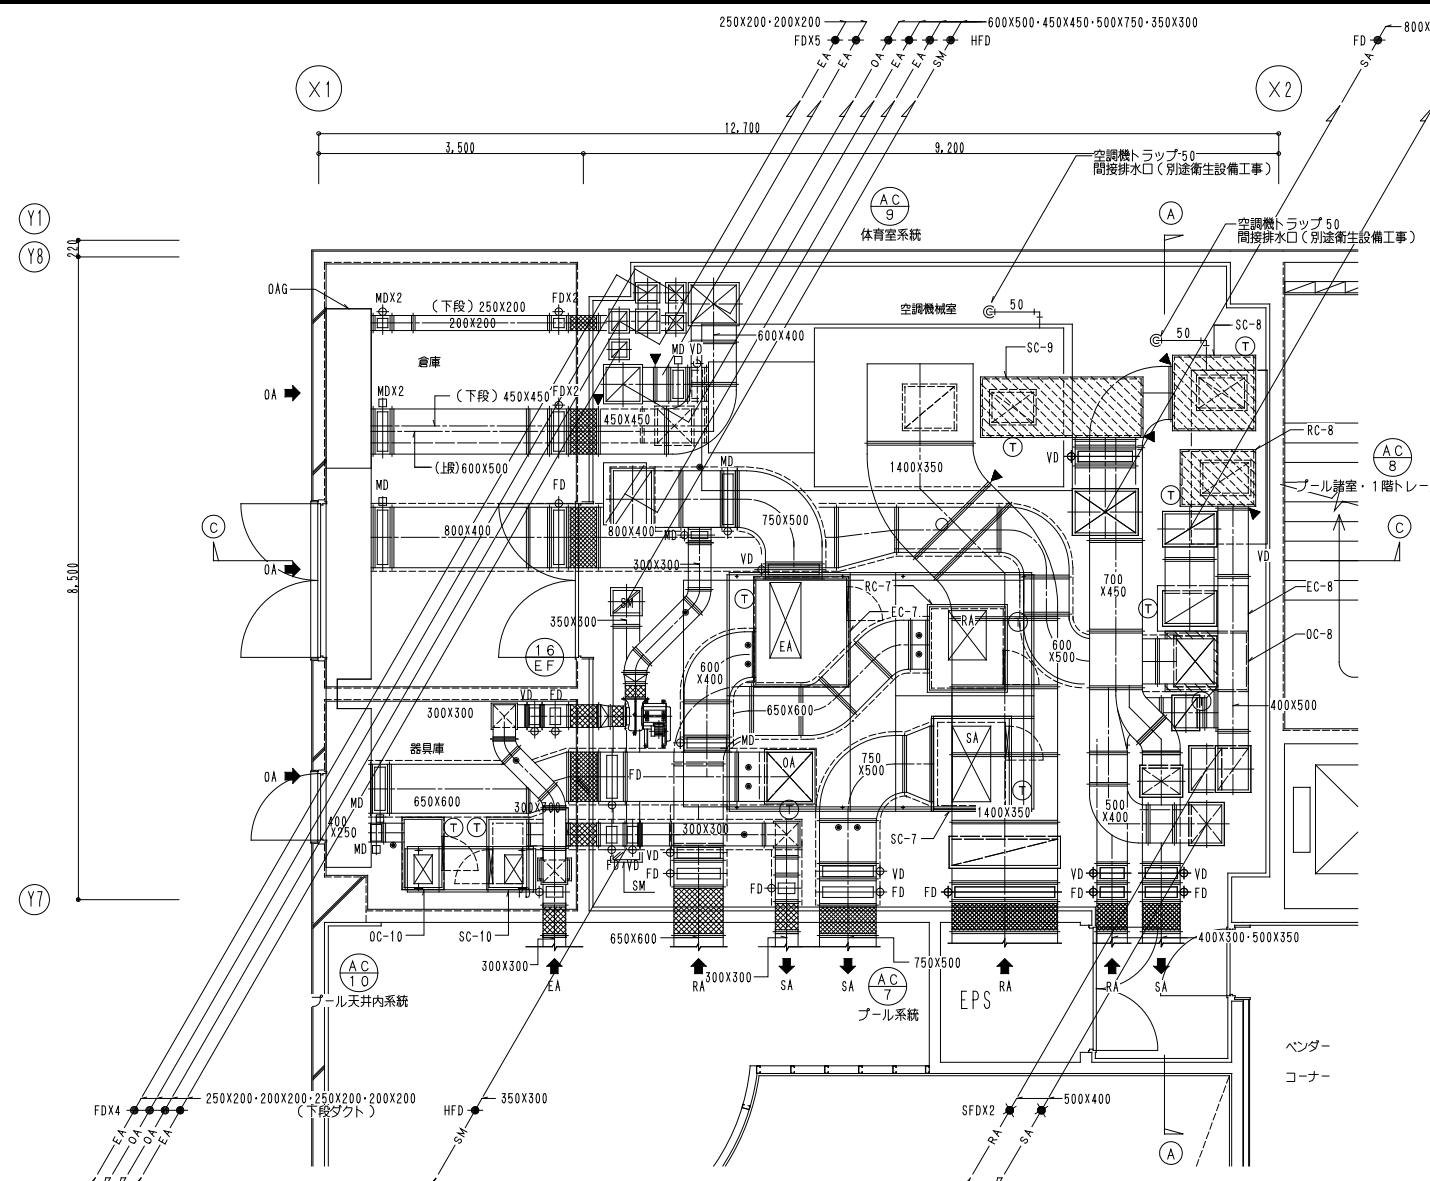 250X200・200X200
600X500・450X450・500X750・350X300
800X
FDX5
HFD
FD
EA
EA
OA
EA
EA
SM
SA
X1
X2
12,700
3,500
9,200
空調機トラップ50
間接排水口(別途衛生設備工事)
AC
9
体育室系統
A
空調機トラップ50
間接排水口(別途衛生設備工事)
Y1
Y8
220
OAG
MDX2
(下段)250X200
200X200
FDX2
空調機械室
50
50
SC-8
T
600X400
SC-9
倉庫
MD
VD
OA
MDX2
(下段)450X450
FDX2
450X450
RC-8
(上段)600X500
1400X350
T
VD
AC
8
プール諸室・1階トレー
MD
FD
MD
T
C
800X400
800X400
750X500
C
MD
VD
VD
300X300
OA
8,500
700
X450
RC-7
EC-8
T
EC-7
SM
RA
T
T
350X300
OC-8
EA
600
X400
600
X500
16
EF
650X600
T
400X500
VD
FD
300X300
器具庫
MD
SA
OA
750
X500
OA
FD
MD
650X600
300X300
T
1400X350
500
X400
T
400
X250
T
T
300X300
SC-7
MD
FD
VD
VD
FD
SM
VD
FD
VD
FD
VD
FD
FD
FD
FD
Y7
OC-10
SC-10
650X600
400X300・500X350
300X300
300X300
750X500
AC
10
プール天井内系統
EA
RA
SA
SA
AC
7
プール系統
RA
RA
SA
EPS
ベンダー
コーナー
FDX4
250X200・200X200・250X200・200X200
(下段ダクト)
HFD
350X300
SFDX2
500X400
EA
OA
OA
EA
SM
RA
SA
A